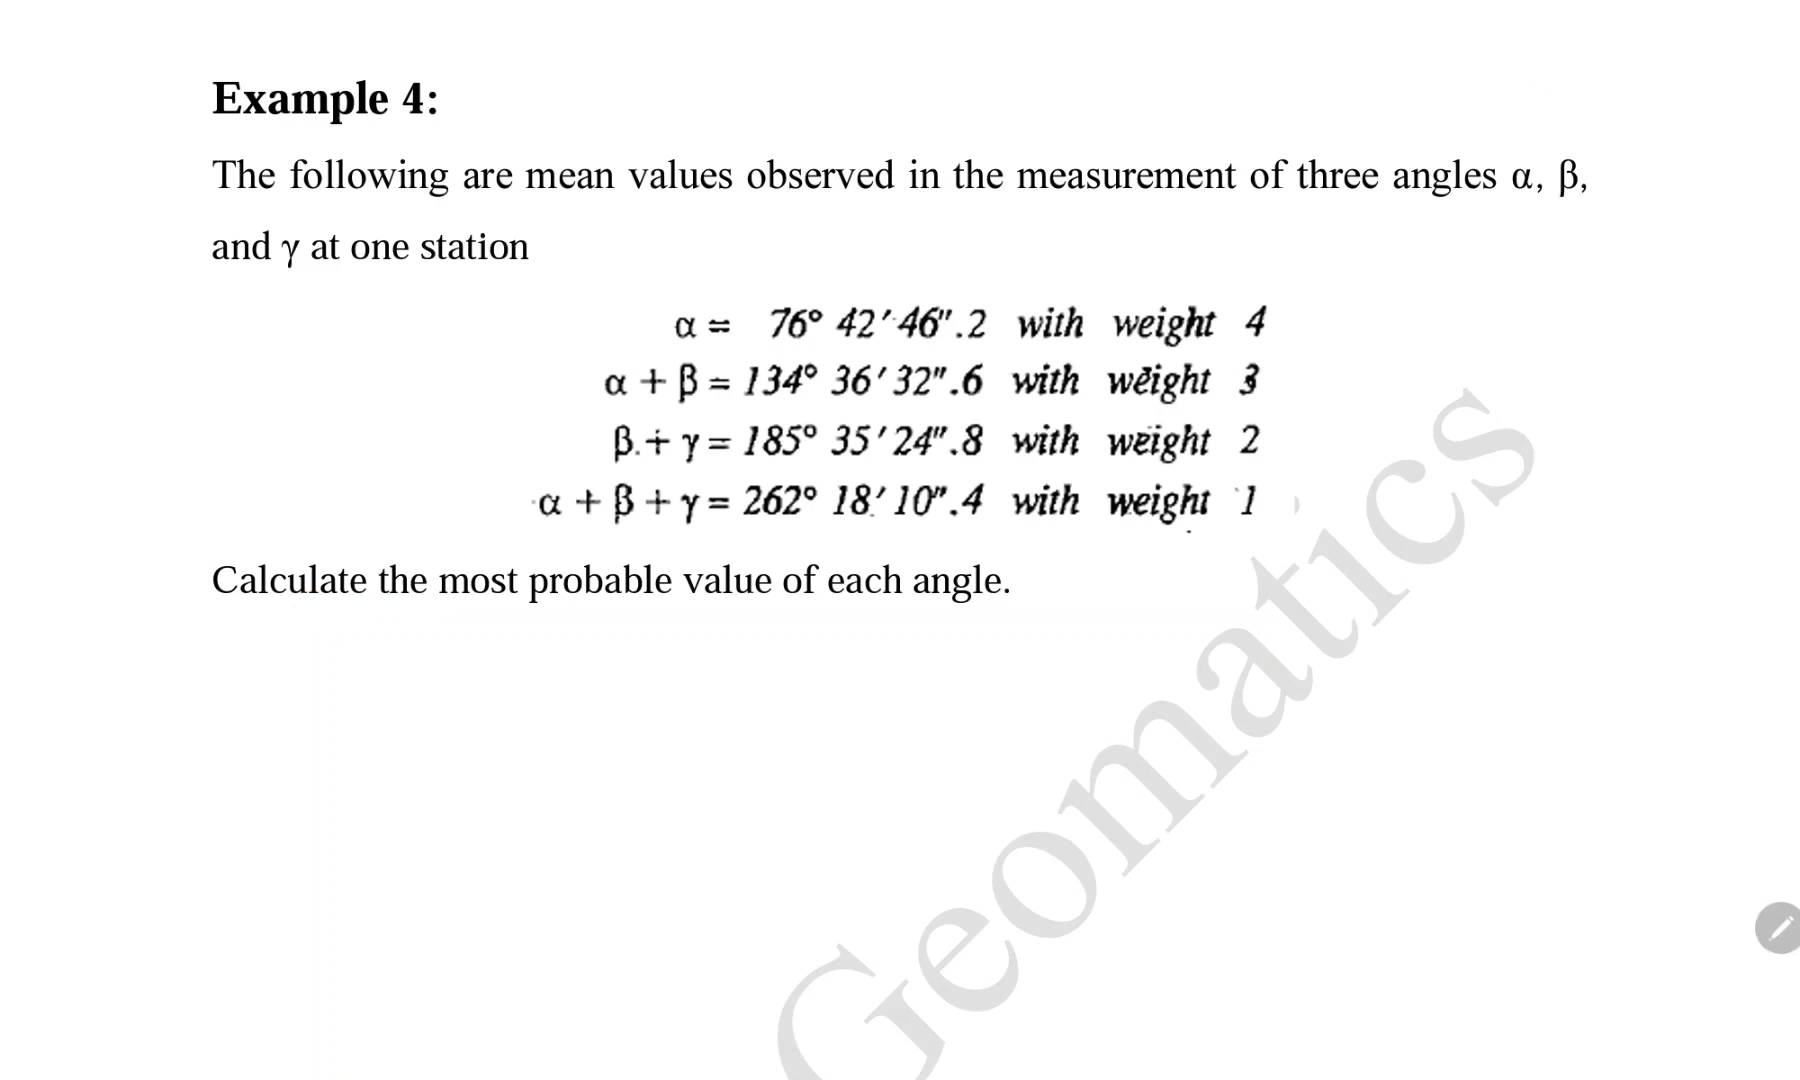 Example 4:
The following are mean values observed in the measurement of three angles α, β,
and γ at one station
α = 76° 42′ 46″.2 with weight 4
α + β = 134° 36′ 32″.6 with weight 3
β + γ = 185° 35′ 24″.8 with weight 2
α + β + γ = 262° 18′ 10″.4 with weight 1
Calculate the most probable value of each angle.
Geomatics